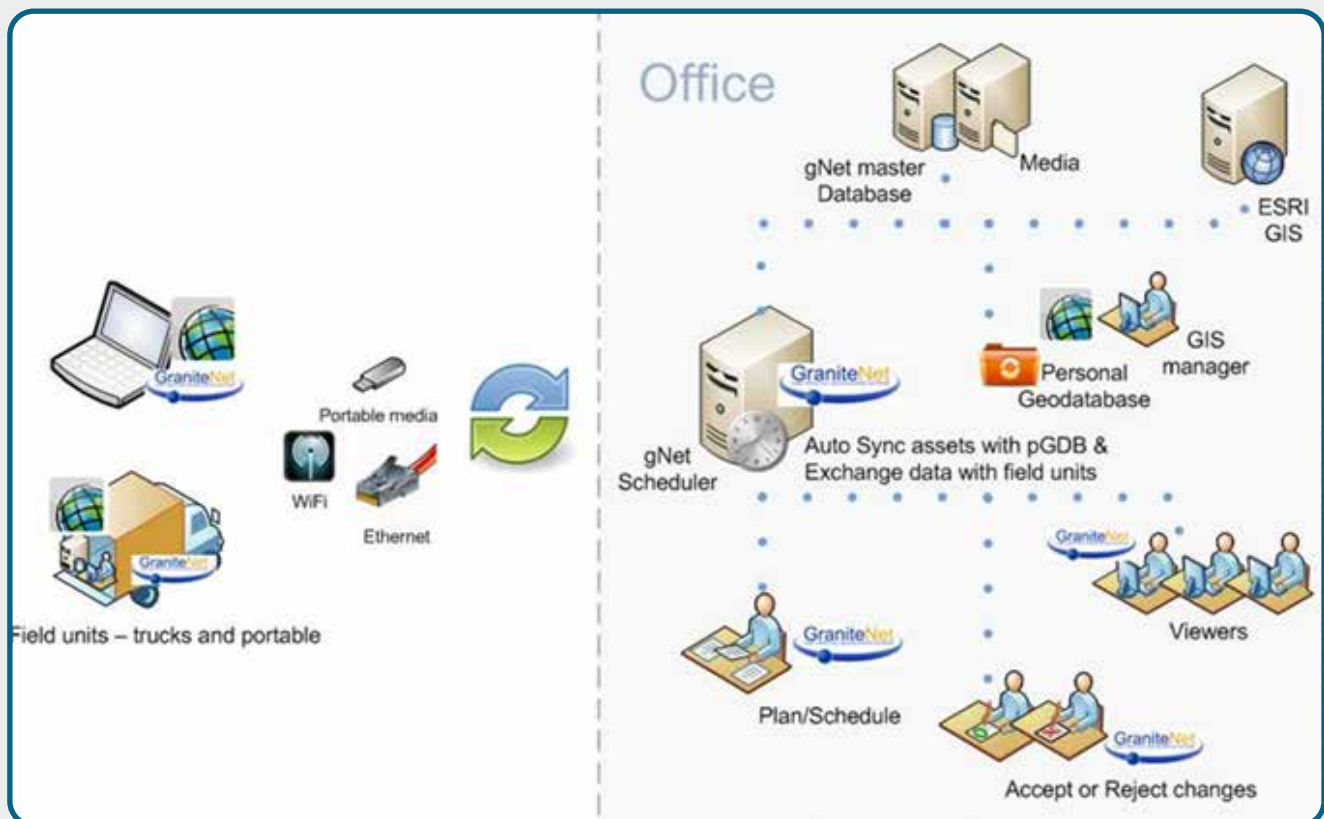 Office
gNet master
Database
Media
ESRI
GIS
GraniteNet
Portable media
WiFi
Ethernet
GraniteNet
Field units – trucks and portable
GraniteNet
gNet
Scheduler
GIS
manager
Personal
Geodatabase
Auto Sync assets with pGDB &
Exchange data with field units
GraniteNet
Viewers
GraniteNet
Plan/Schedule
GraniteNet
Accept or Reject changes